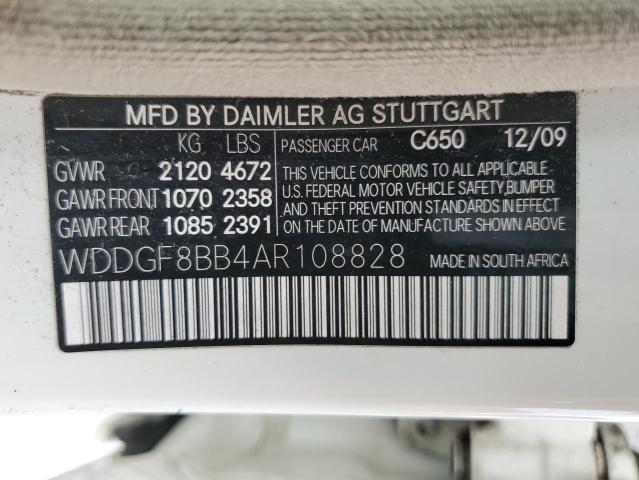 MFD BY DAIMLER AG STUTTGART
KG LBS PASSENGER CAR C650 12/09
GVWR 2120 4672
GAWR FRONT 1070 2358
GAWR REAR 1085 2391
THIS VEHICLE CONFORMS TO ALL APPLICABLE
U.S. FEDERAL MOTOR VEHICLE SAFETY,BUMPER
AND THEFT PREVENTION STANDARDS IN EFFECT
ON THE DATE OF MANUFACTURE SHOWN ABOVE.
WDDGF8BB4AR108828 MADE IN SOUTH AFRICA